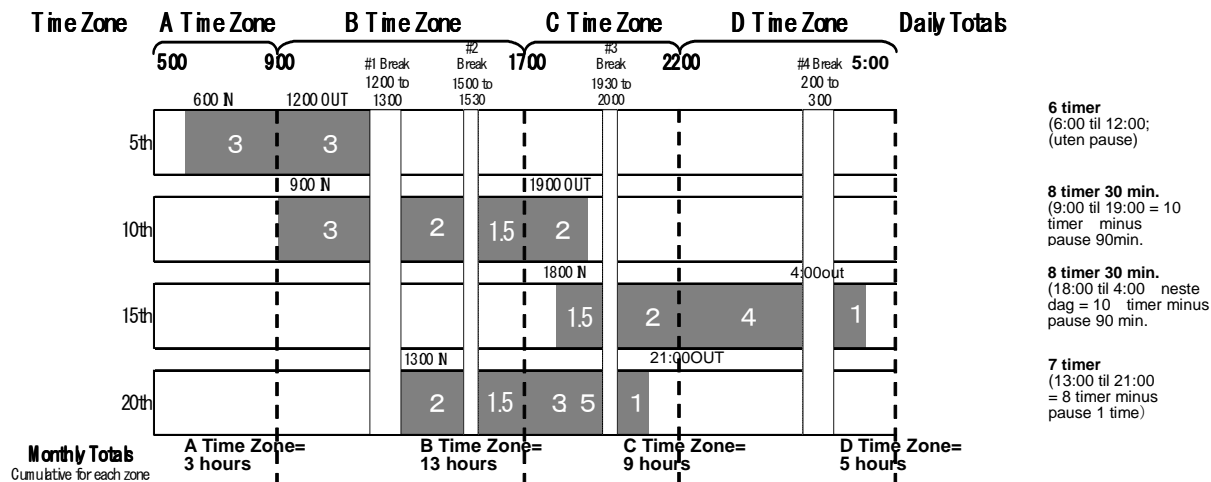 Time Zone A Time Zone B Time Zone C Time Zone D Time Zone Daily Totals
500 900 1700 2200 5:00
#1 Break
1200 to
1300
#2
Break
1500 to
1530
#3
Break
1930 to
2000
#4 Break
200 to
300
600 IN 1200 OUT
5th 3 3
6 timer
(6:00 til 12:00;
(uten pause)
900 IN 1900 OUT
10th 3 2 1.5 2
8 timer 30 min.
(9:00 til 19:00 = 10
timer minus
pause 90min.
1800 IN 4:00out
15th 1.5 2 4 1
8 timer 30 min.
(18:00 til 4:00 neste
dag = 10 timer minus
pause 90 min.
1300 IN 21:00OUT
20th 2 1.5 3 5 1
7 timer
(13:00 til 21:00
= 8 timer minus
pause 1 time)
Monthly Totals
Cumulative for each zone
A Time Zone=
3 hours
B Time Zone=
13 hours
C Time Zone=
9 hours
D Time Zone=
5 hours